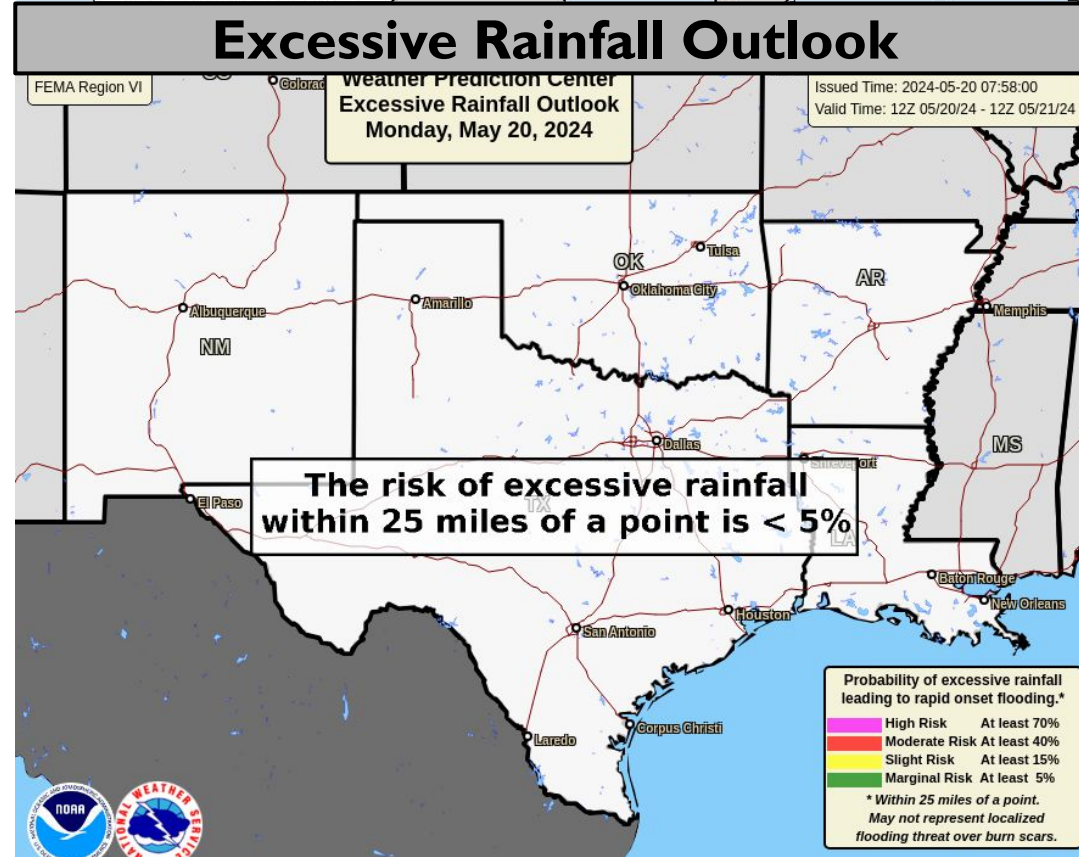 Excessive Rainfall Outlook
FEMA Region VI
Weather Prediction Center
Excessive Rainfall Outlook
Monday, May 20, 2024
Issued Time: 2024-05-20 07:58:00
Valid Time: 12Z 05/20/24 - 12Z 05/21/24
Tulsa
OK
Oklahoma City
AR
Amarillo
Albuquerque
Memphis
NM
Dallas
MS
Shreveport
The risk of excessive rainfall
within 25 miles of a point is < 5%
El Paso
TX
LA
Baton Rouge
New Orleans
Houston
San Antonio
Corpus Christi
Laredo
Probability of excessive rainfall
leading to rapid onset flooding.*
High Risk At least 70%
Moderate Risk At least 40%
Slight Risk At least 15%
Marginal Risk At least 5%
* Within 25 miles of a point.
May not represent localized
flooding threat over burn scars.
NOAA